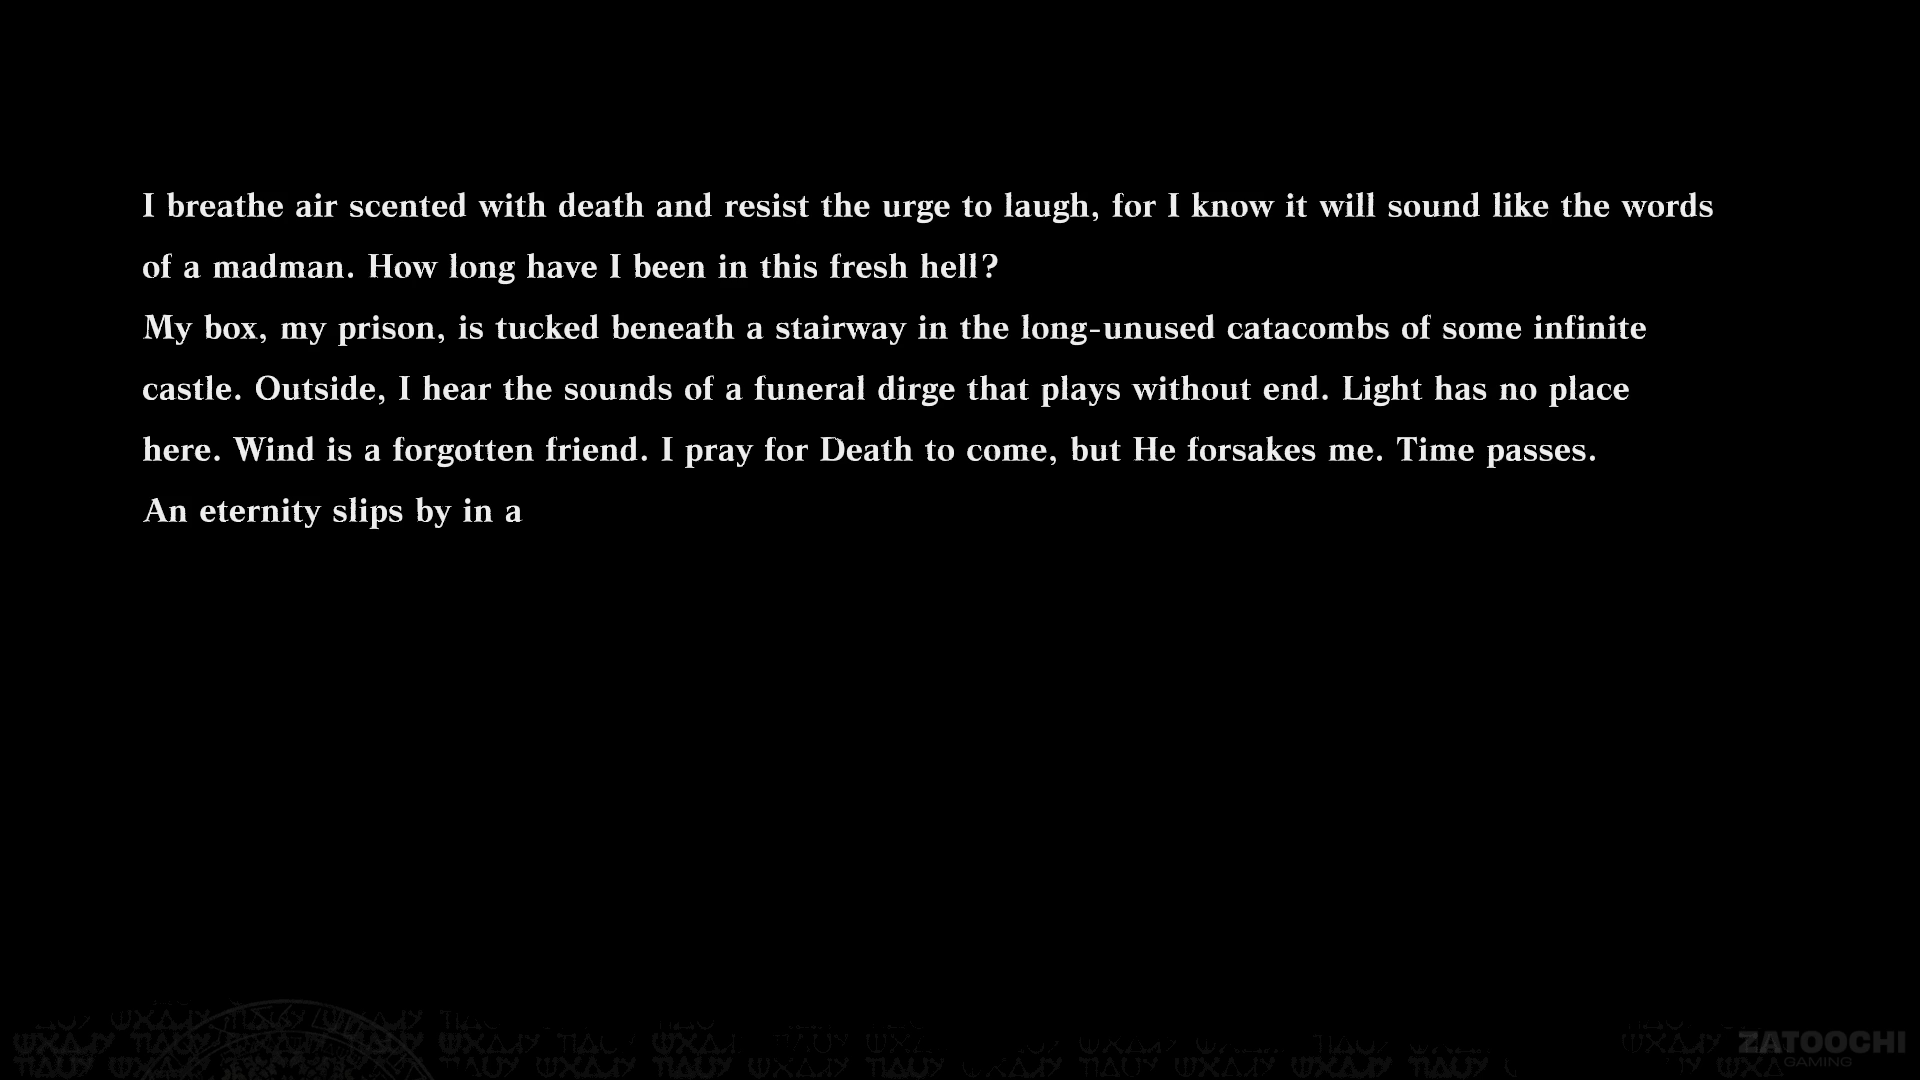 I breathe air scented with death and resist the urge to laugh, for I know it will sound like the words
of a madman. How long have I been in this fresh hell?
My box, my prison, is tucked beneath a stairway in the long-unused catacombs of some infinite
castle. Outside, I hear the sounds of a funeral dirge that plays without end. Light has no place
here. Wind is a forgotten friend. I pray for Death to come, but He forsakes me. Time passes.
An eternity slips by in a
ZATOOCHI
GAMING